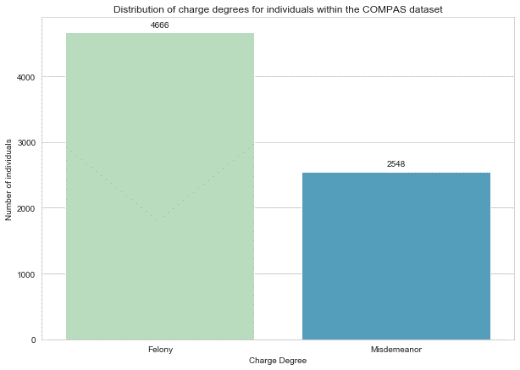 Distribution of charge degrees for individuals within the COMPAS dataset
4666
4000
3000
2548
2000
1000
0
Number of individuals
Felony
Misdemeanor
Charge Degree